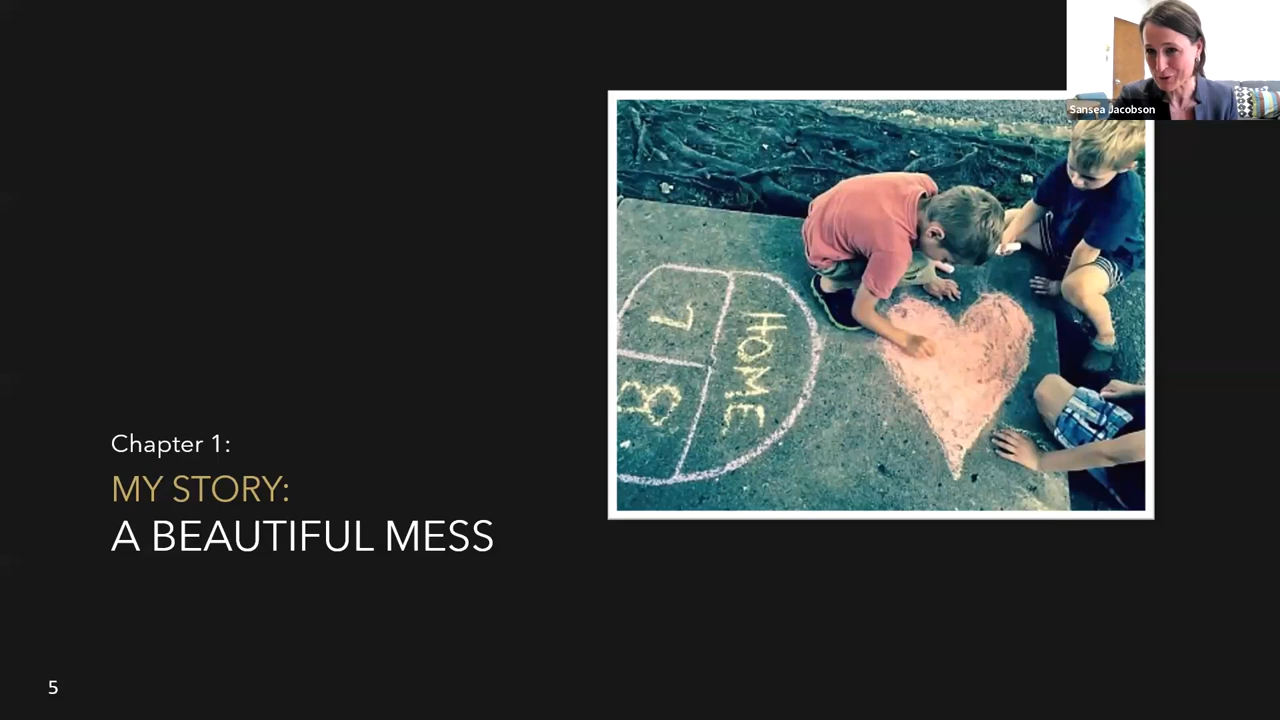 Sansea Jacobson
HOME
7
8
Chapter 1:
MY STORY:
A BEAUTIFUL MESS
5